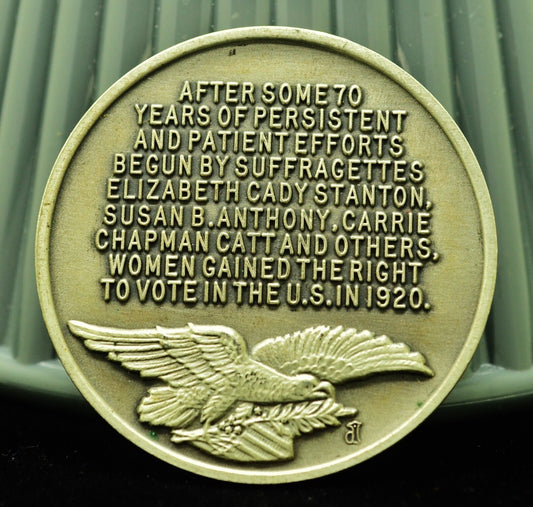 AFTER SOME 70
YEARS OF PERSISTENT
AND PATIENT EFFORTS
BEGUN BY SUFFRAGETTES
ELIZABETH CADY STANTON,
SUSAN B. ANTHONY, CARRIE
CHAPMAN CATT AND OTHERS,
WOMEN GAINED THE RIGHT
TO VOTE IN THE U.S. IN 1920.